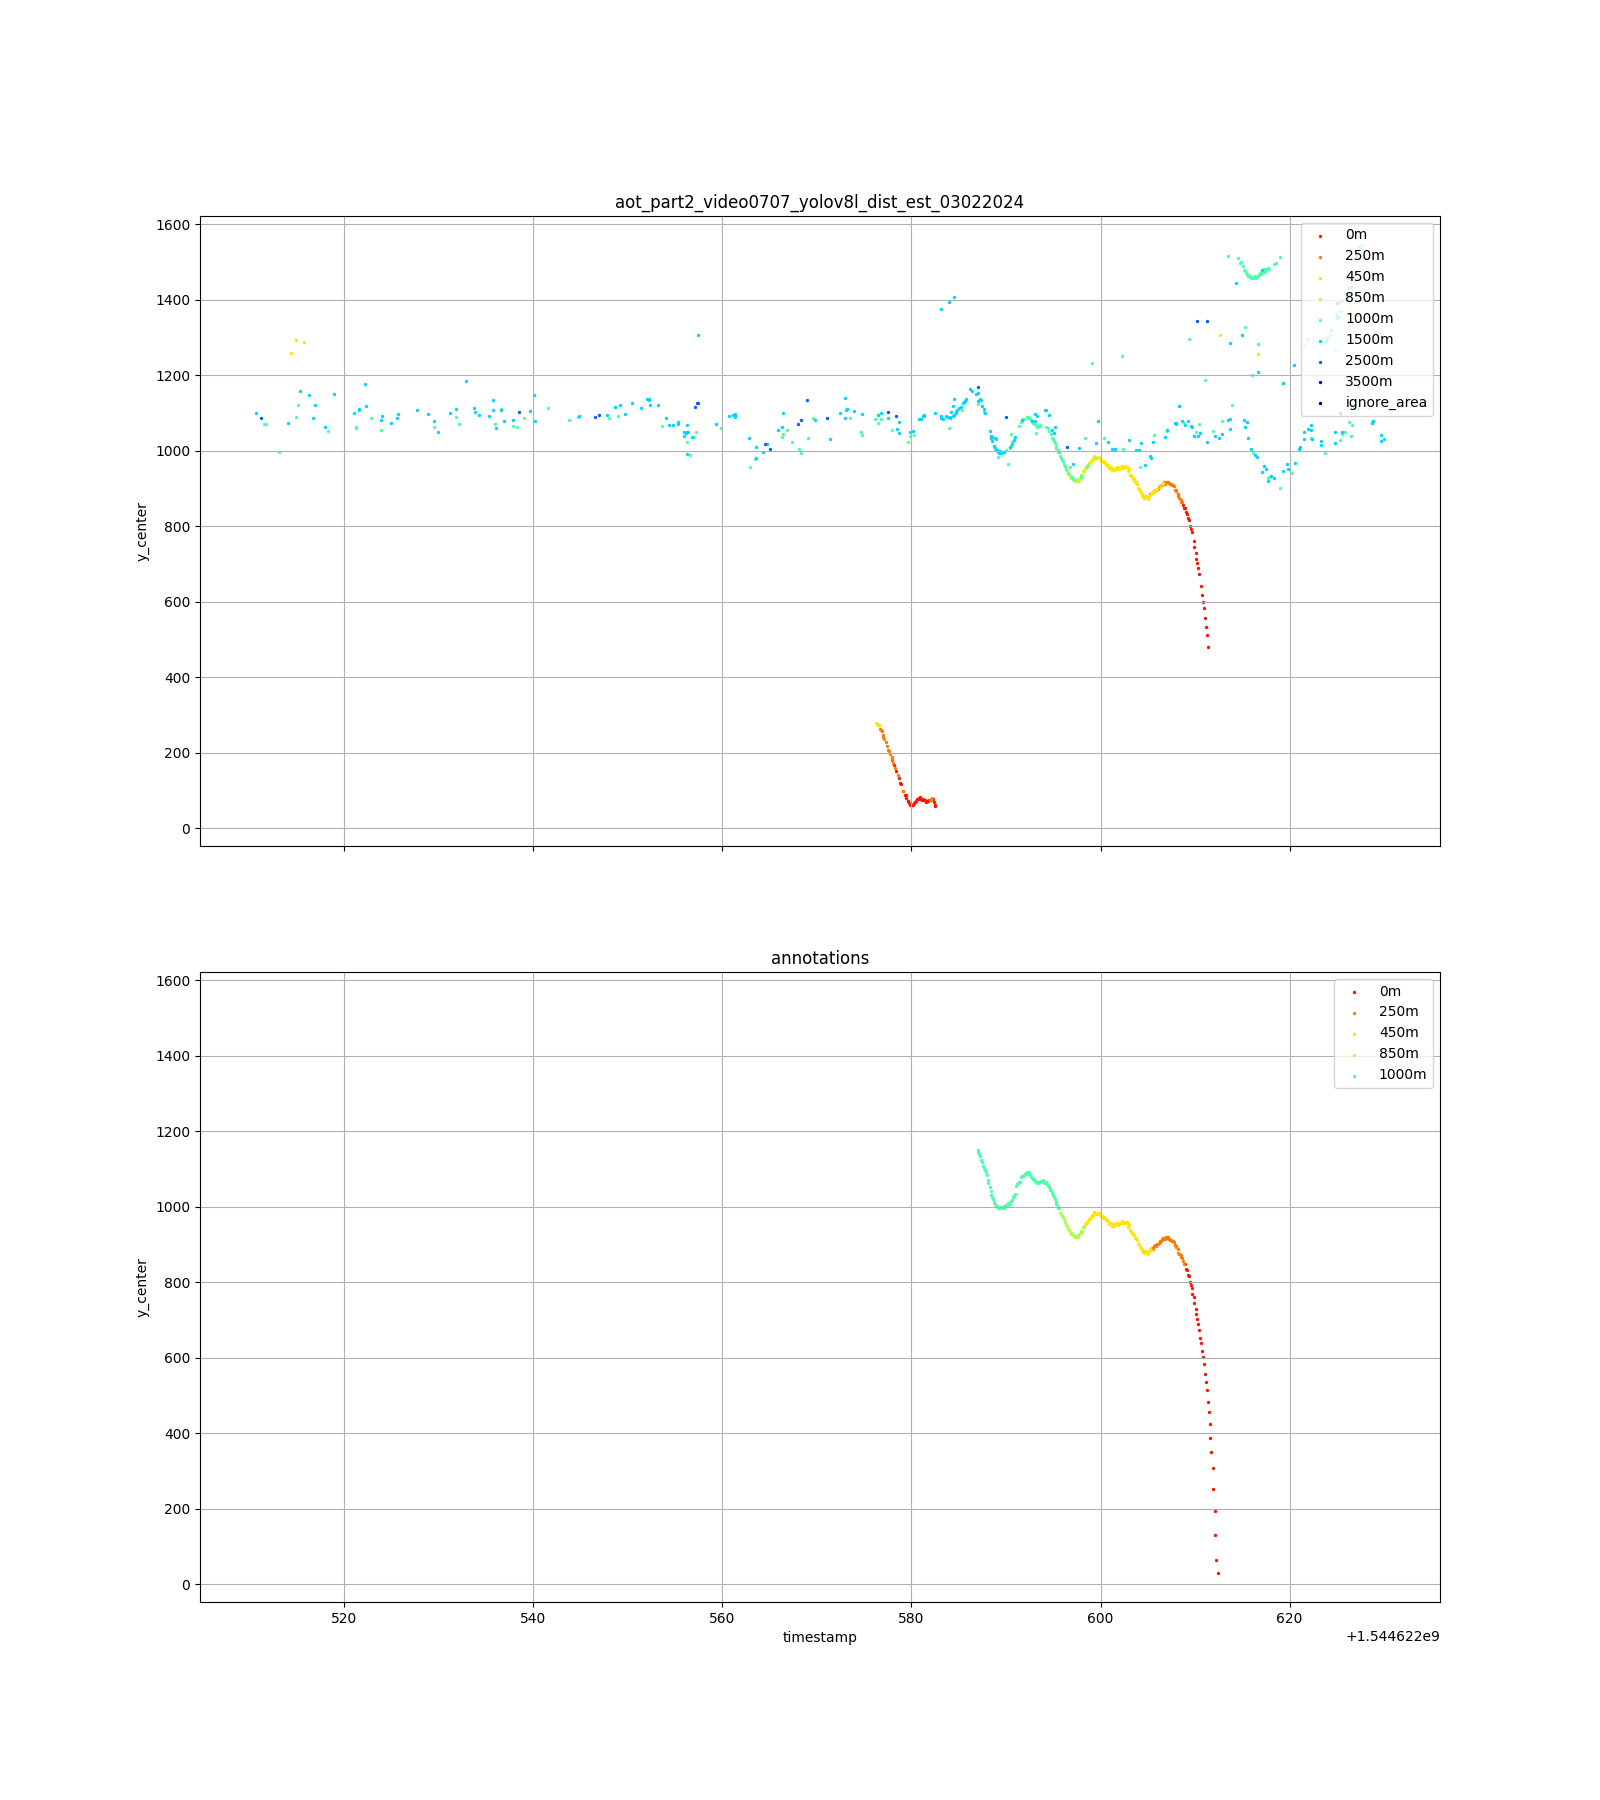 aot_part2_video0707_yolov8l_dist_est_03022024
1600
1400
1200
1000
800
600
400
200
0
y_center
0m
250m
450m
850m
1000m
1500m
2500m
3500m
ignore_area
annotations
1600
1400
1200
1000
800
600
400
200
0
y_center
0m
250m
450m
850m
1000m
520 540 560 580 600 620
timestamp
+1.544622e9